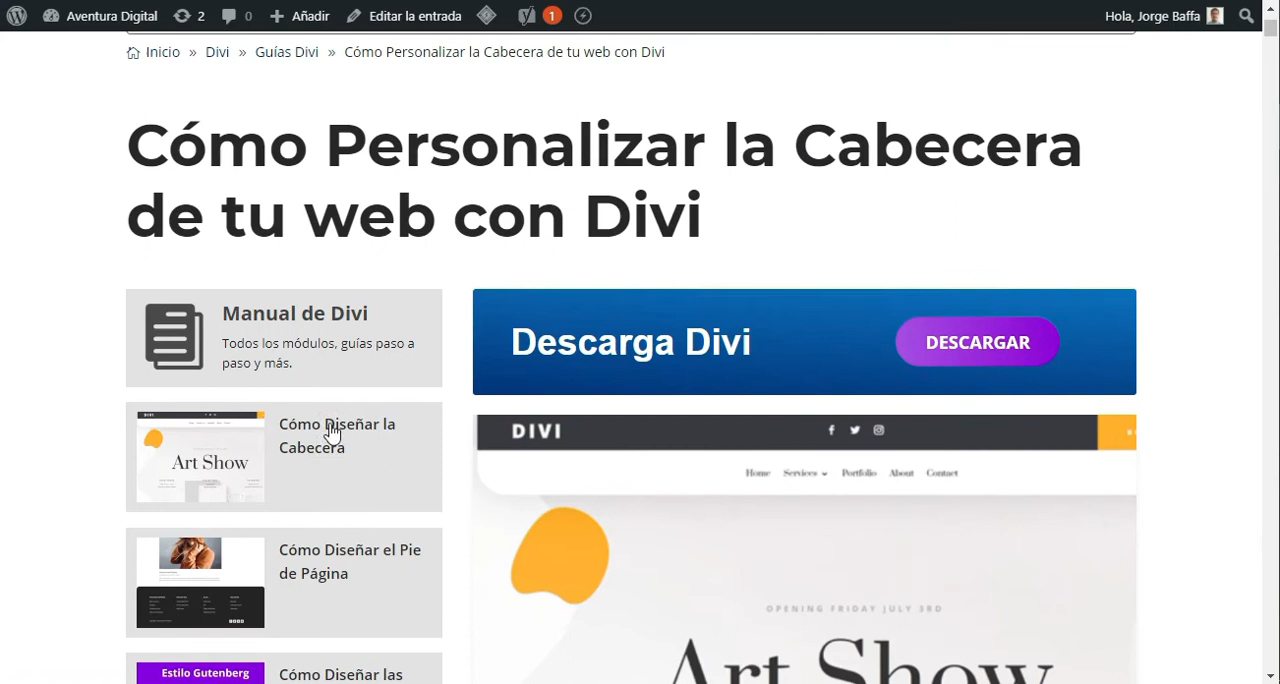 Aventura Digital 2 0 Añadir Editar la entrada 1 Hola, Jorge Baffa
Inicio » Divi » Guías Divi » Cómo Personalizar la Cabecera de tu web con Divi
Cómo Personalizar la Cabecera
de tu web con Divi
Manual de Divi
Todos los módulos, guías paso a
paso y más.
Descarga Divi
DESCARGAR
DIVI
Art Show
Cómo Diseñar la
Cabecera
DIVI
Home Services Portfolio About Contact
OPENING FRIDAY JULY 3RD
Art Show
Cómo Diseñar el Pie
de Página
Estilo Gutenberg
Cómo Diseñar las